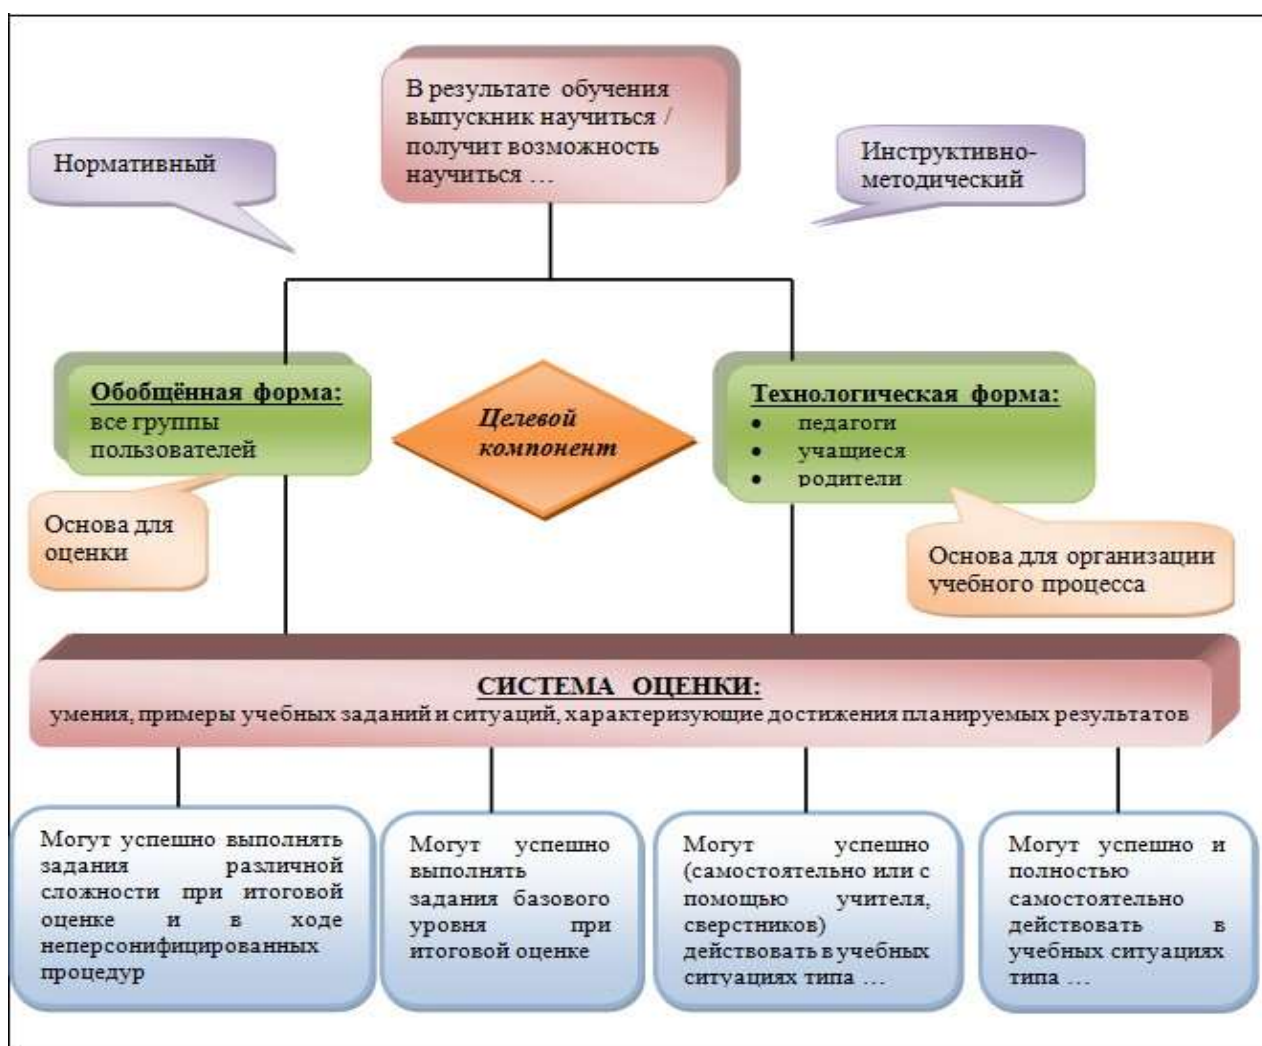 В результате обучения
выпускник научиться /
получит возможность
научиться …
Нормативный
Инструктивно-
методический
Обобщённая форма:
все группы
пользователей
Целевой
компонент
Технологическая форма:
• педагоги
• учащиеся
• родители
Основа для
оценки
Основа для организации
учебного процесса
СИСТЕМА ОЦЕНКИ:
умения, примеры учебных заданий и ситуаций, характеризующие достижения планируемых результатов
Могут успешно выполнять
задания различной
сложности при итоговой
оценке и в ходе
неперсонифицированных
процедур
Могут успешно
выполнять
задания базового
уровня при
итоговой оценке
Могут успешно
(самостоятельно или с
помощью учителя,
сверстников)
действовать в учебных
ситуациях типа …
Могут успешно и
полностью
самостоятельно
действовать в
учебных ситуациях
типа …